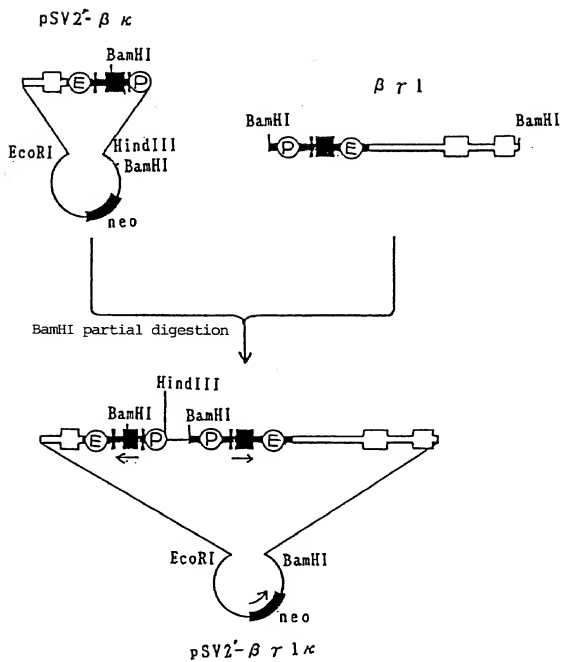 pSV2'-β κ
BamHI
E
P
β γ 1
BamHI
BamHI
P
E
EcoRI
HindIII
BamHI
neo
BamHI partial digestion
HindIII
BamHI
BamHI
E
P
P
E
EcoRI
BamHI
neo
pSV2'-β γ 1κ